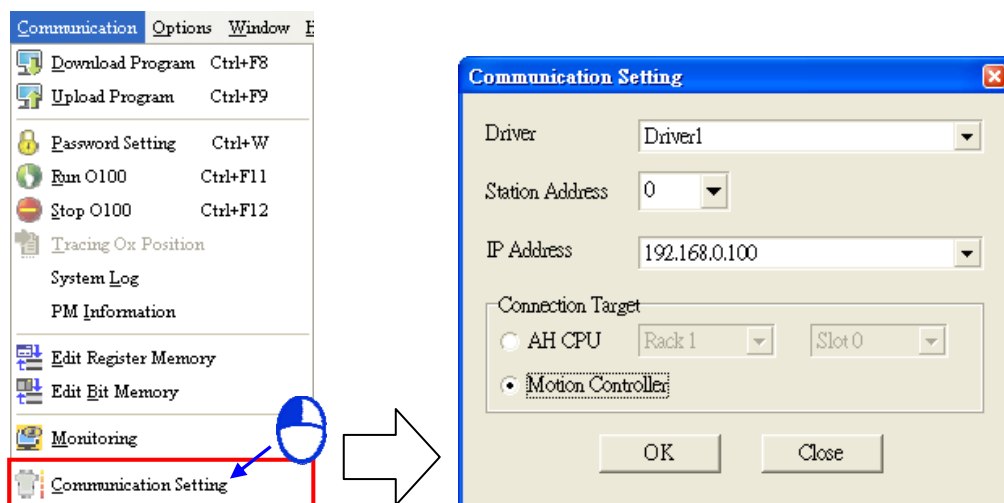 Communication Options Window
Download Program Ctrl+F8
Upload Program Ctrl+F9
Password Setting Ctrl+W
Run O100 Ctrl+F11
Stop O100 Ctrl+F12
Tracing Ox Position
System Log
PM Information
Edit Register Memory
Edit Bit Memory
Monitoring
Communication Setting
Communication Setting
Driver Driver1
Station Address 0
IP Address 192.168.0.100
Connection Target
AH CPU Rack 1 Slot 0
Motion Controller
OK Close